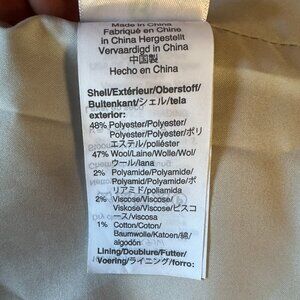 Made in China
Fabriqué en Chine
In China Hergestellt
Vervaardigd in China
中国製
Hecho en China
Shell/Extérieur/Oberstoff/
Buitenkant/シェル/tela
exterior:
48% Polyester/Polyester/
Polyester/Polyester/ポリ
エステル/poliéster
47% Wool/Laine/Wolle/Wol/
ウール/lana
2% Polyamide/Polyamide/
Polyamid/Polyamide/ポ
リアミド/poliamida
2% Viscose/Viscose/
Viskose/Viscose/ビスコ
ース/viscosa
1% Cotton/Coton/
Baumwolle/Katoen/綿/
algodón
Lining/Doublure/Futter/
Voering/ライニング/forro: